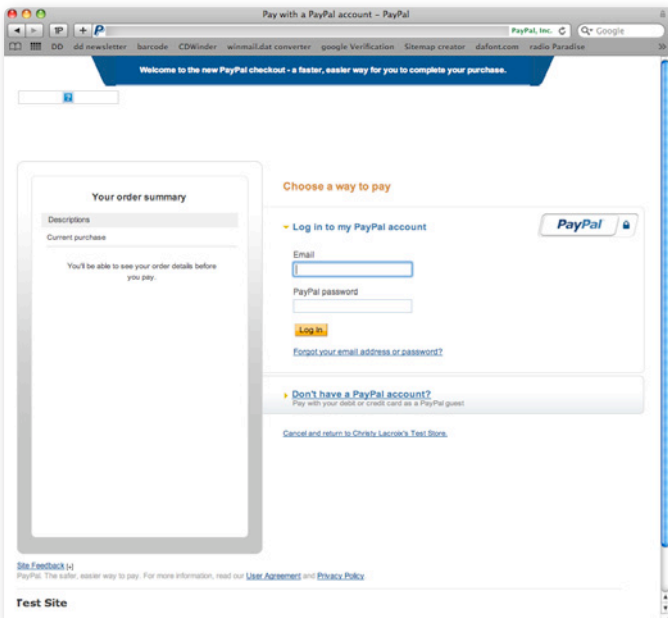 Pay with a PayPal account – PayPal
PayPal, Inc.
Google
DD dd newsletter barcode CDWinder winmail.dat converter google Verification Sitemap creator dafont.com radio Paradise
Welcome to the new PayPal checkout - a faster, easier way for you to complete your purchase.
?
Your order summary
Descriptions
Current purchase
You'll be able to see your order details before
you pay.
Choose a way to pay
Log in to my PayPal account
PayPal
Email
PayPal password
Log In
Forgot your email address or password?
Don't have a PayPal account?
Pay with your debit or credit card as a PayPal guest
Cancel and return to Christy Lacroix's Test Store.
Site Feedback [+]
PayPal. The safer, easier way to pay. For more information, read our User Agreement and Privacy Policy
Test Site